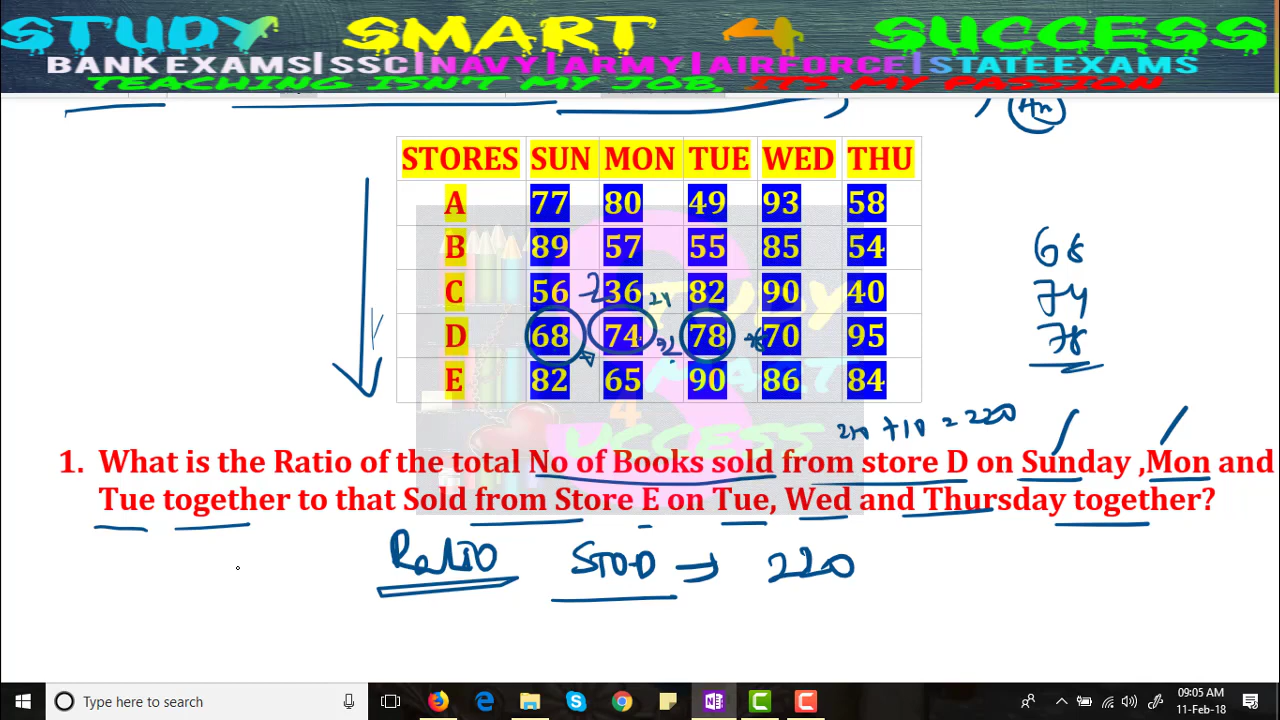 STUDY SMART 4 SUCCESS
BANK EXAMS|SSC|NAVY|ARMY|AIRFORCE|STATE EXAMS
TEACHING ISN'T MY JOB, IT'S MY PASSION
STORES SUN MON TUE WED THU
A 77 80 49 93 58
B 89 57 55 85 54
C 56 36 82 90 40
D 68 74 78 70 95
E 82 65 90 86 84
68
74
78
210 + 10 = 220
1. What is the Ratio of the total No of Books sold from store D on Sunday ,Mon and
Tue together to that Sold from Store E on Tue, Wed and Thursday together?
Ratio STOD → 220
Type here to search
09:05 AM
11-Feb-18